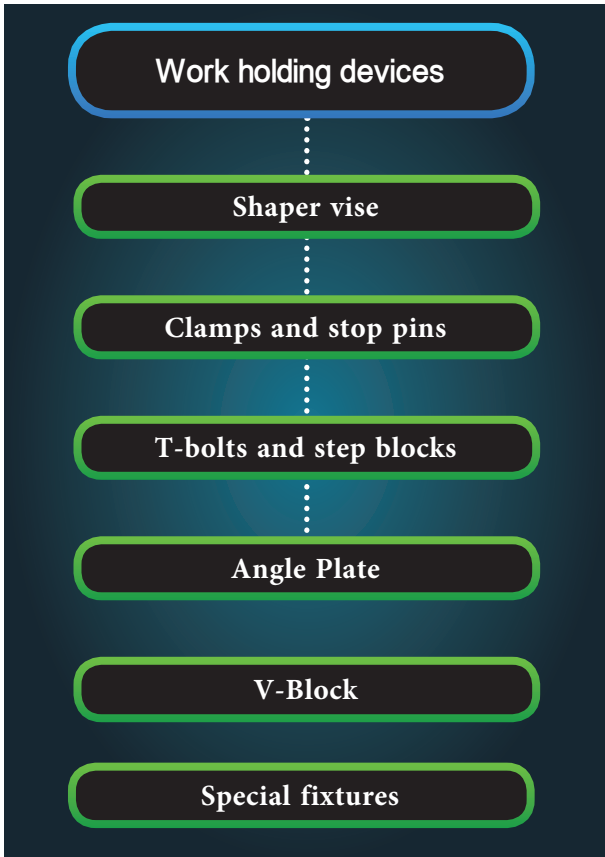 Work holding devices
Shaper vise
Clamps and stop pins
T-bolts and step blocks
Angle Plate
V-Block
Special fixtures